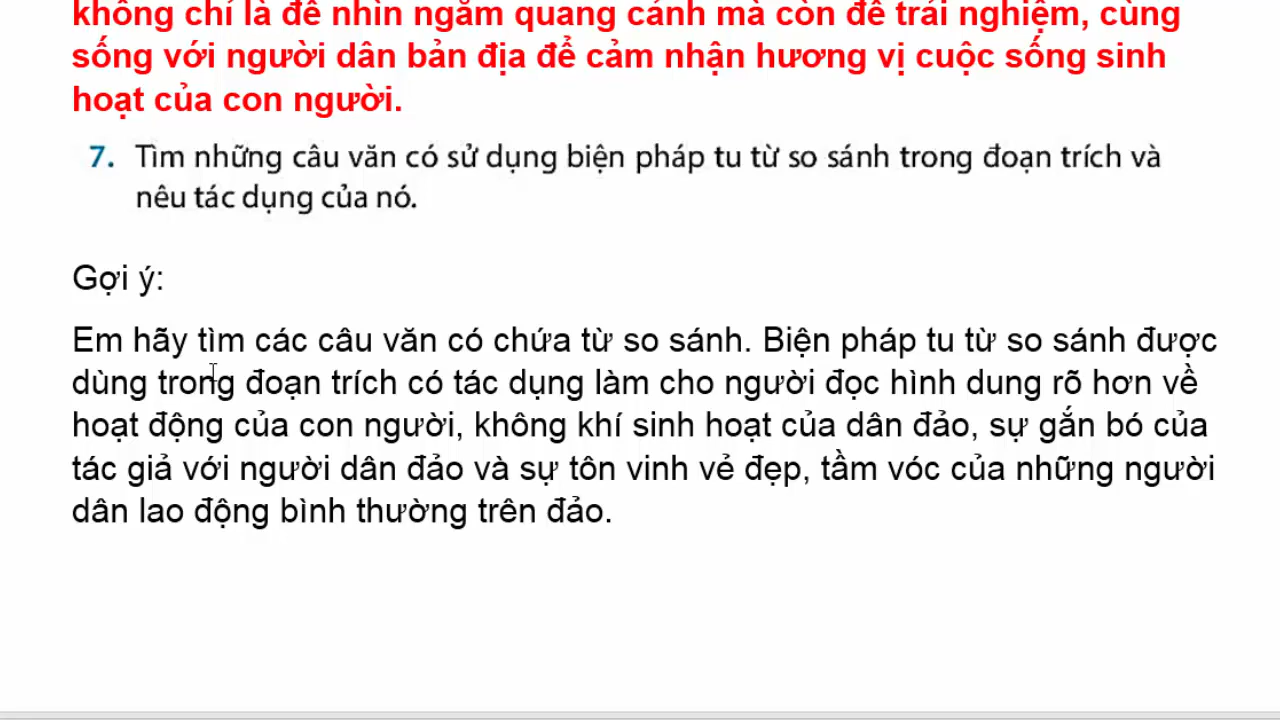 không chỉ là để nhìn ngắm quang cảnh mà còn để trải nghiệm, cùng
sống với người dân bản địa để cảm nhận hương vị cuộc sống sinh
hoạt của con người.
7. Tìm những câu văn có sử dụng biện pháp tu từ so sánh trong đoạn trích và
nêu tác dụng của nó.
Gợi ý:
Em hãy tìm các câu văn có chứa từ so sánh. Biện pháp tu từ so sánh được
dùng trong đoạn trích có tác dụng làm cho người đọc hình dung rõ hơn về
hoạt động của con người, không khí sinh hoạt của dân đảo, sự gắn bó của
tác giả với người dân đảo và sự tôn vinh vẻ đẹp, tầm vóc của những người
dân lao động bình thường trên đảo.